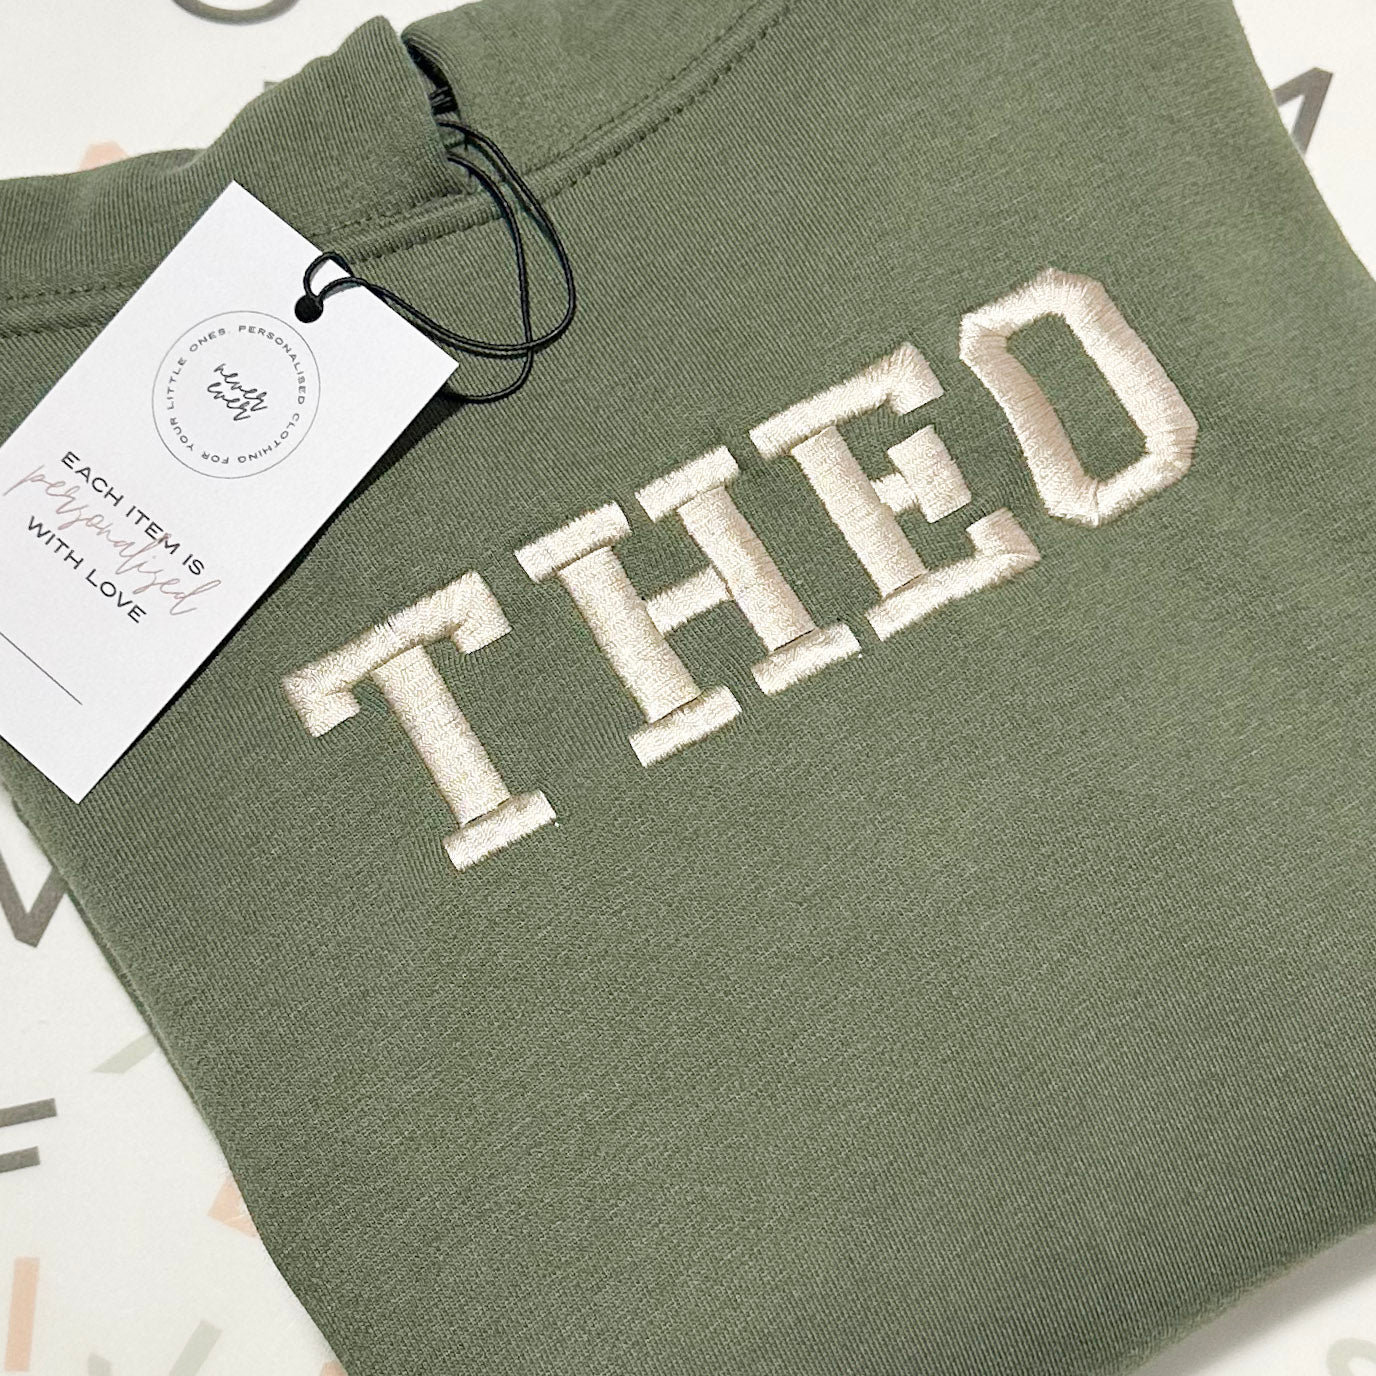 LITTLE ONES. PERSONALISED CLOTHING FOR YOUR
never
ever
EACH ITEM IS
personalised
WITH LOVE
THEO